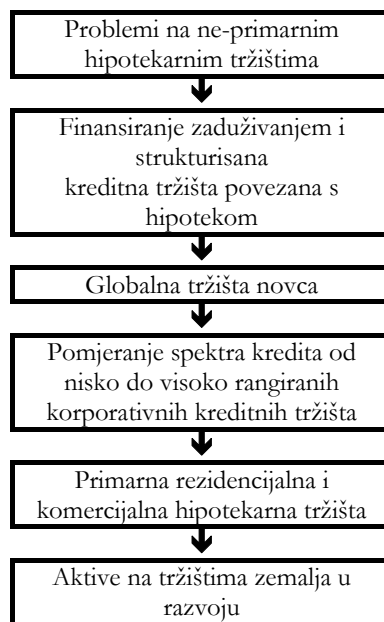 Problemi na ne-primarnim
hipotekarnim tržištima
Finansiranje zaduživanjem i
strukturisana
kreditna tržišta povezana s
hipotekom
Globalna tržišta novca
Pomjeranje spektra kredita od
nisko do visoko rangiranih
korporativnih kreditnih tržišta
Primarna rezidencijalna i
komercijalna hipotekarna tržišta
Aktive na tržištima zemalja u
razvoju